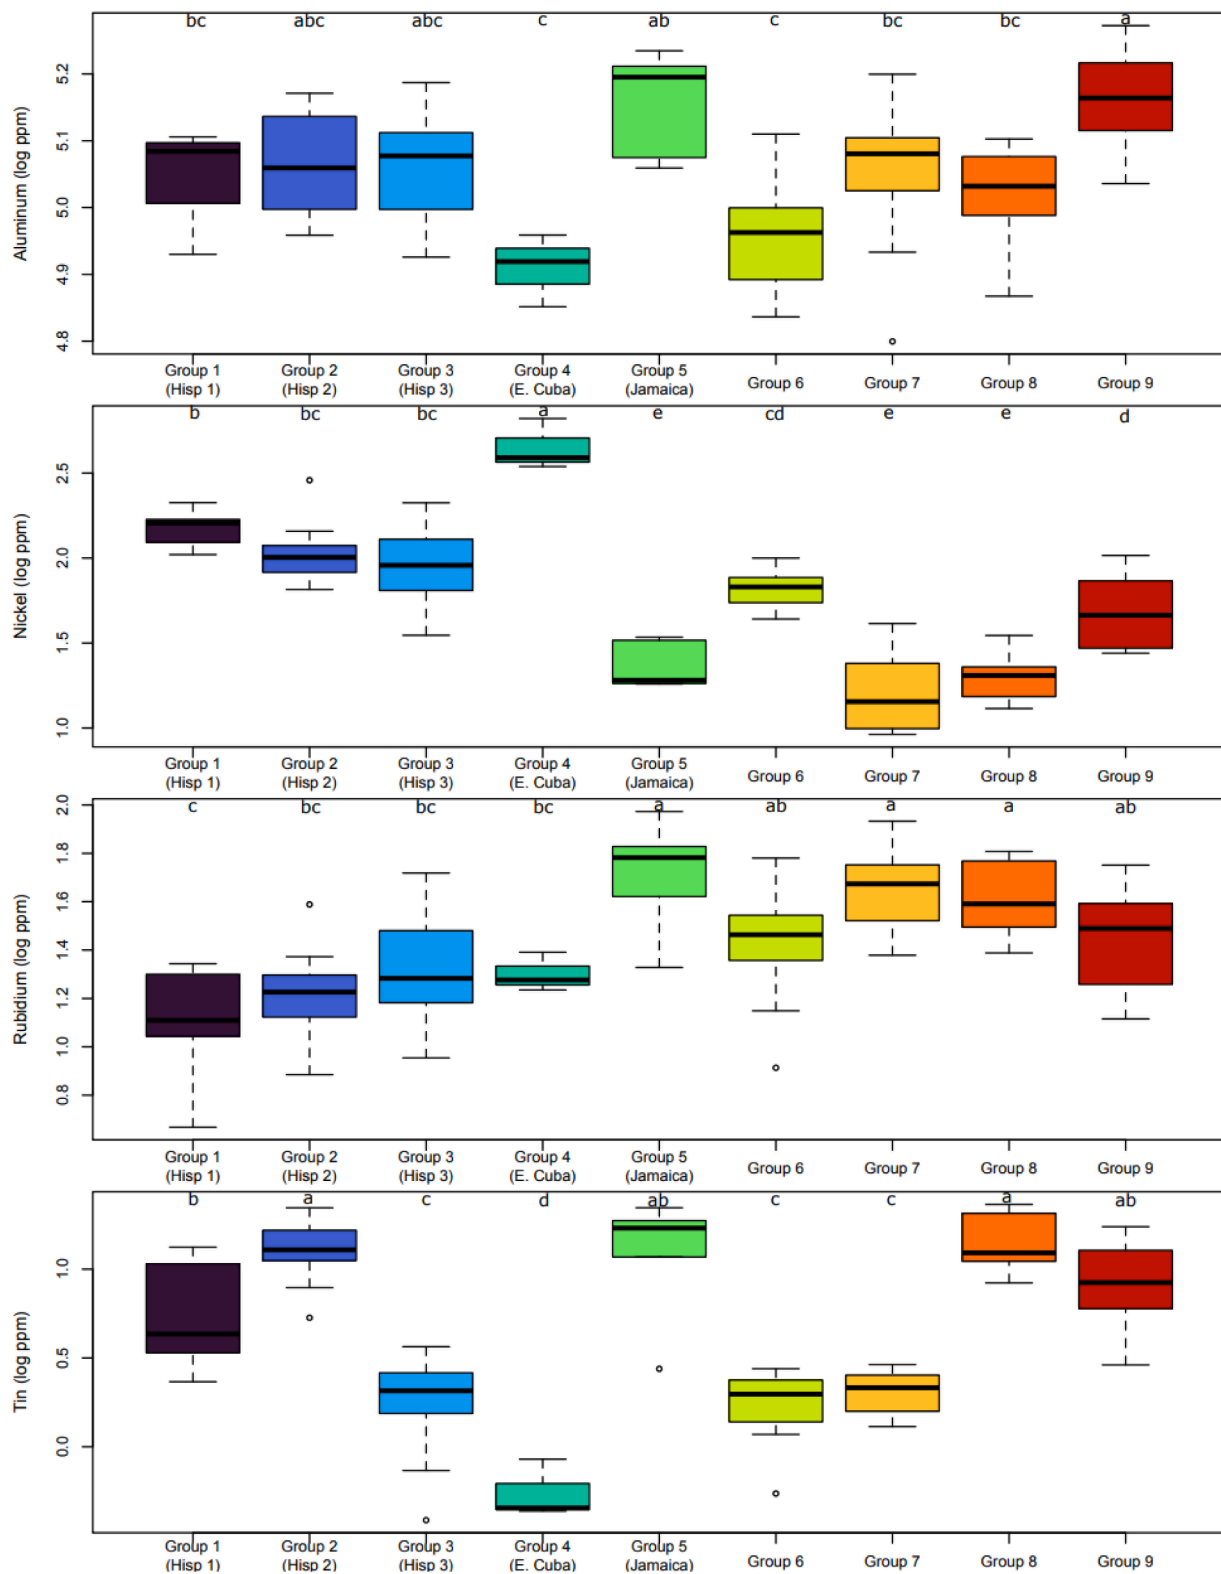 bc abc abc c ab c bc bc a
Aluminum (log ppm)
5.2
5.1
5.0
4.9
4.8
Group 1 Group 2 Group 3 Group 4 Group 5 Group 6 Group 7 Group 8 Group 9
(Hisp 1) (Hisp 2) (Hisp 3) (E. Cuba) (Jamaica)
b bc bc a e cd e e d
Nickel (log ppm)
2.5
2.0
1.5
1.0
Group 1 Group 2 Group 3 Group 4 Group 5 Group 6 Group 7 Group 8 Group 9
(Hisp 1) (Hisp 2) (Hisp 3) (E. Cuba) (Jamaica)
c bc bc bc a ab a a ab
Rubidium (log ppm)
2.0
1.8
1.6
1.4
1.2
1.0
0.8
Group 1 Group 2 Group 3 Group 4 Group 5 Group 6 Group 7 Group 8 Group 9
(Hisp 1) (Hisp 2) (Hisp 3) (E. Cuba) (Jamaica)
b a c d ab c c a ab
Tin (log ppm)
1.0
0.5
0.0
Group 1 Group 2 Group 3 Group 4 Group 5 Group 6 Group 7 Group 8 Group 9
(Hisp 1) (Hisp 2) (Hisp 3) (E. Cuba) (Jamaica)